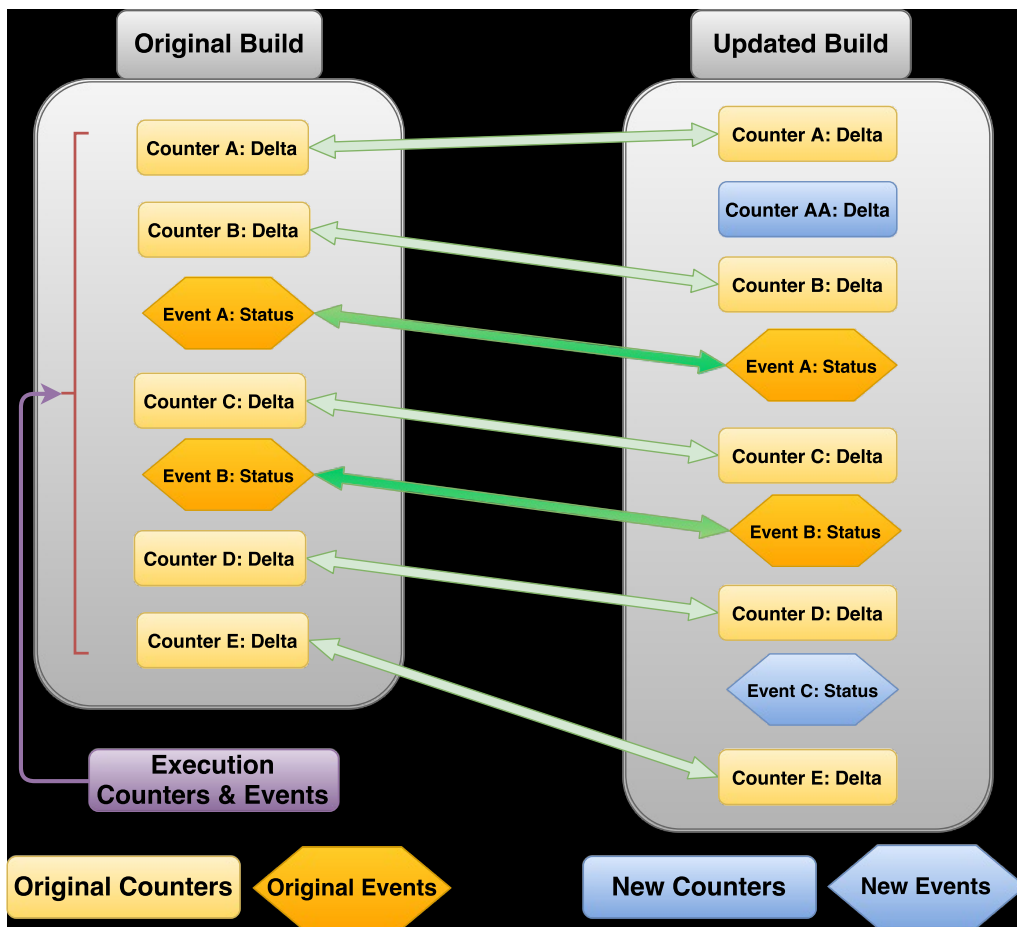 Original Build
Counter A: Delta
Counter B: Delta
Event A: Status
Counter C: Delta
Event B: Status
Counter D: Delta
Counter E: Delta
Execution
Counters & Events
Original Counters
Original Events
Updated Build
Counter A: Delta
Counter AA: Delta
Counter B: Delta
Event A: Status
Counter C: Delta
Event B: Status
Counter D: Delta
Event C: Status
Counter E: Delta
New Counters
New Events